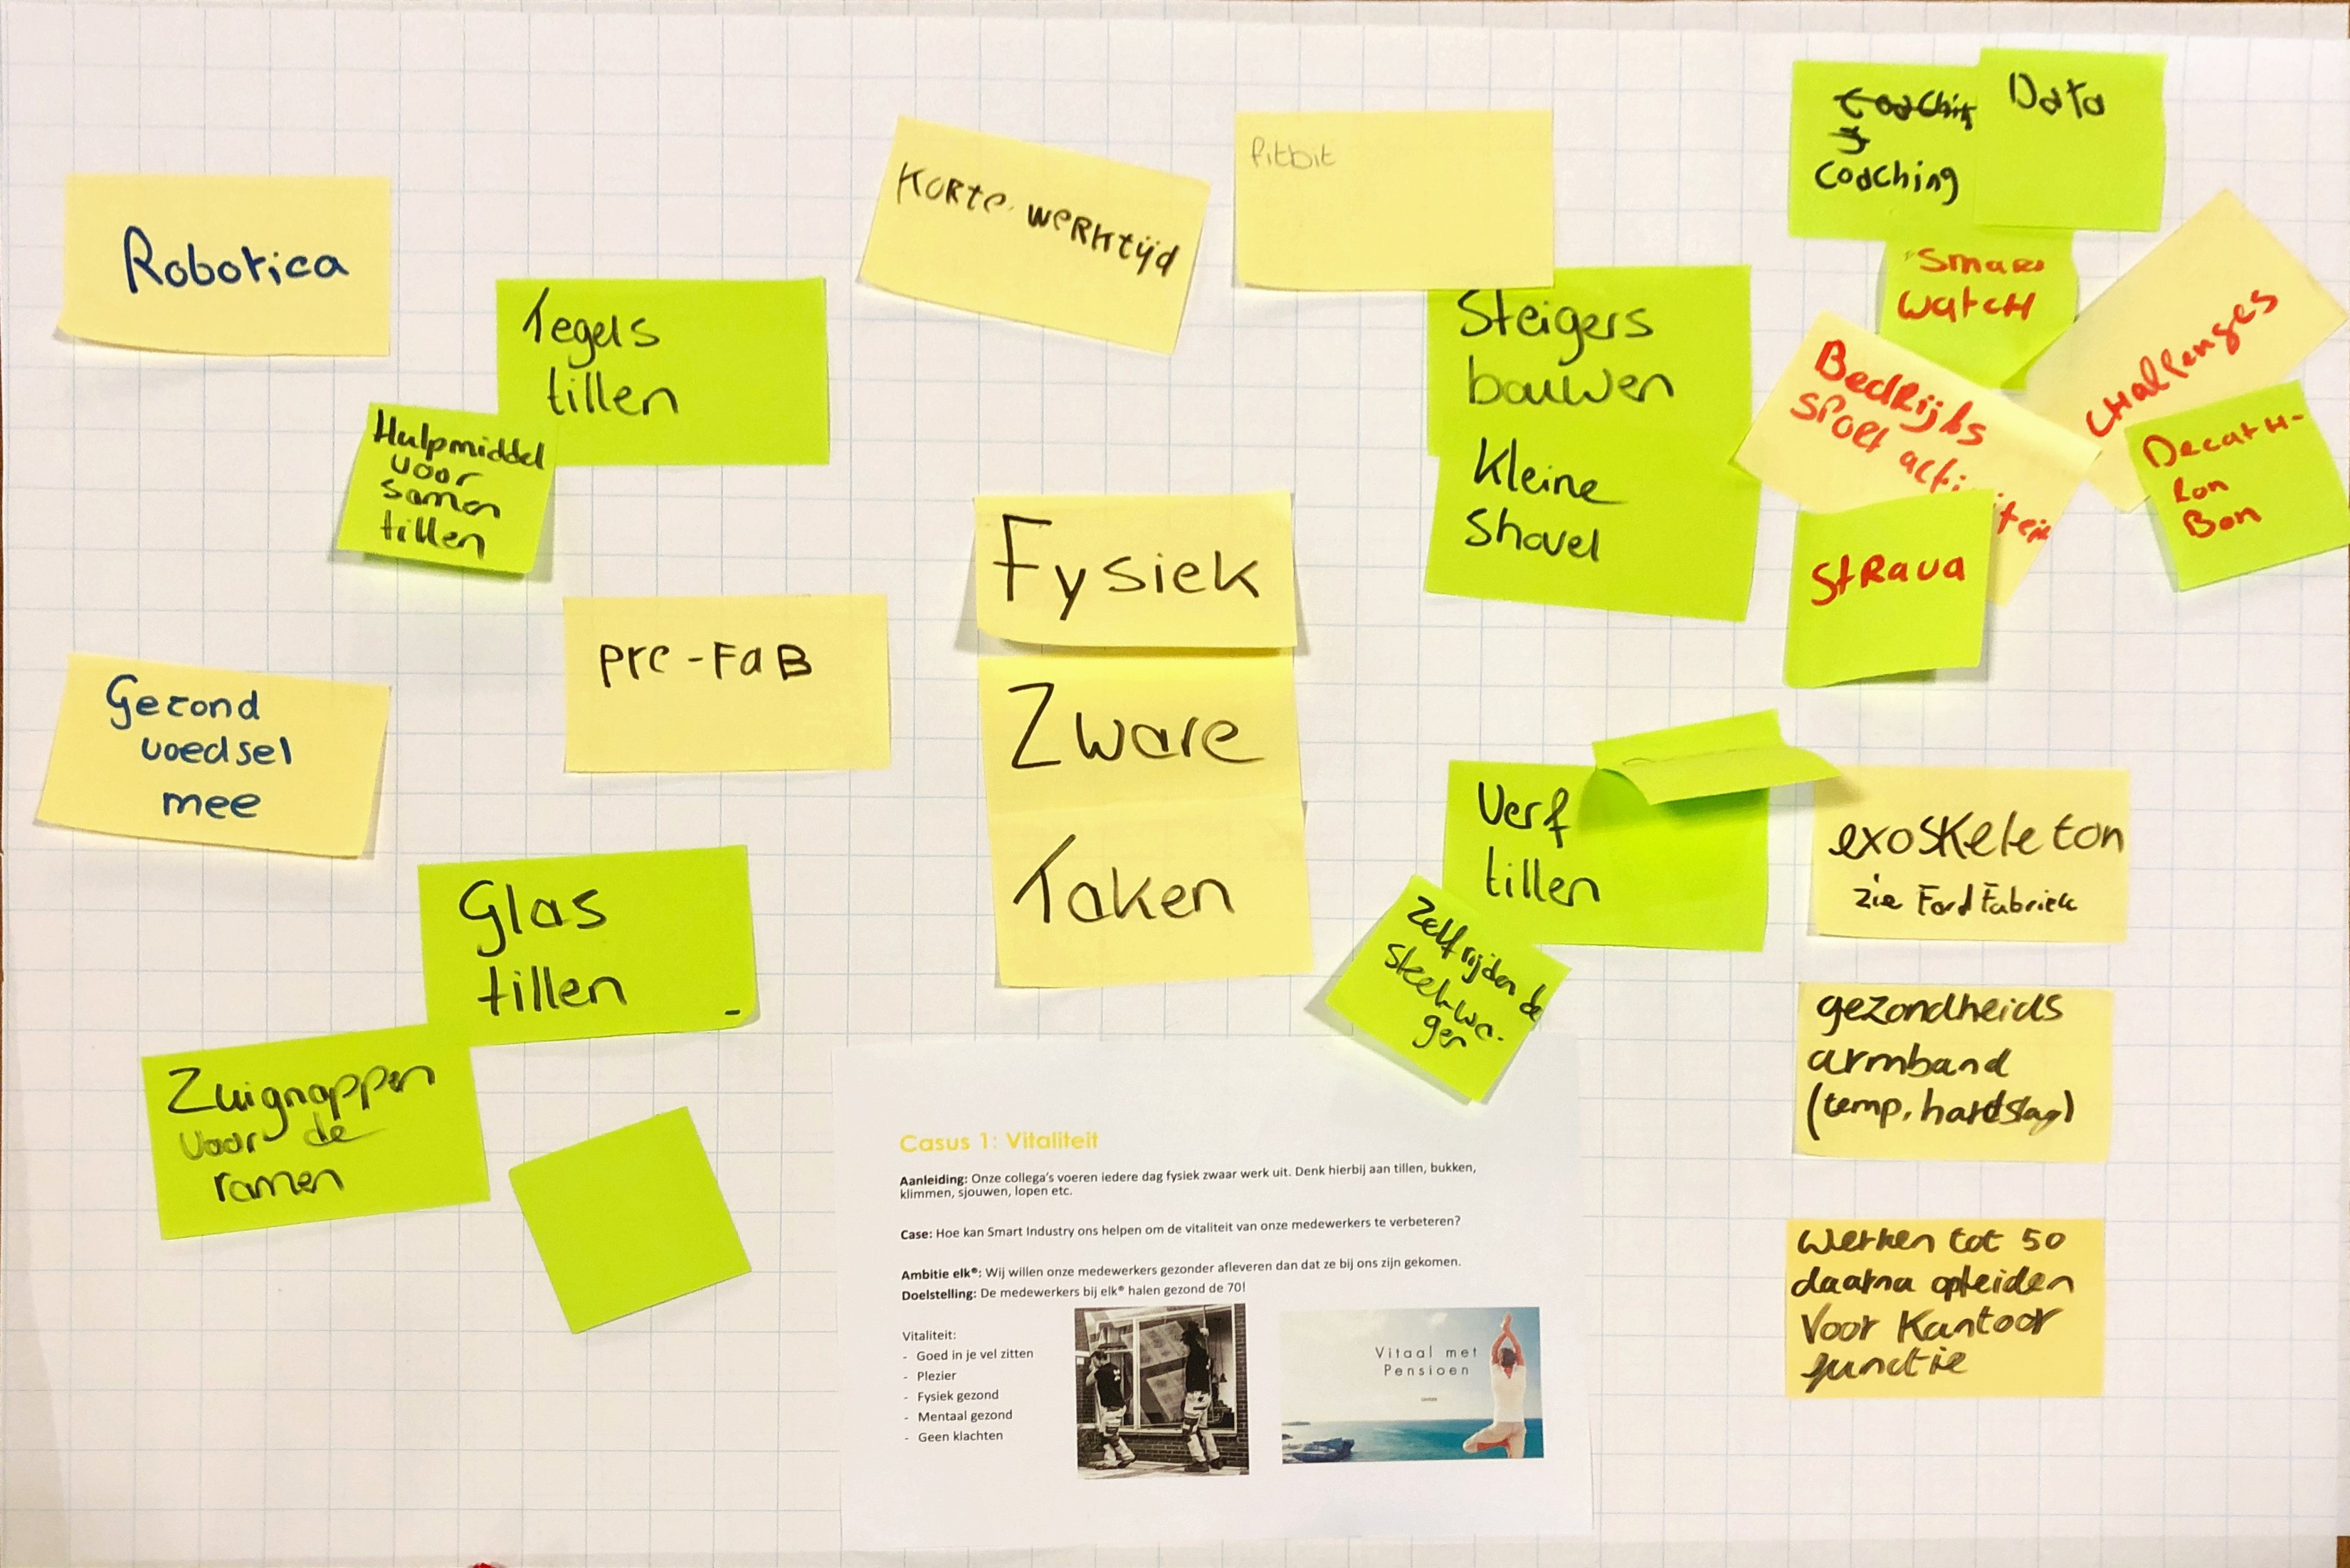 Robotica
Tegels
tillen
Hulpmiddel
voor
samen
tillen
Korte werktijd
fitbit
Steigers
bouwen
Kleine
Shovel
Coaching
Data
Smart
Watch
Bedrijfs
Sport
Challenges
Decath-
lon
Bon
Strava
Gezond
voedsel
mee
pre-FaB
Fysiek
Zware
Taken
Glas
tillen
Zuignappen
voor de
ramen
Verf
tillen
Zelfrijdende
steekwa-
gen
exoskeleton
zie Ford Fabriek
gezondheids
armband
(temp, hartslag)
Werken tot 50
daarna opleiden
Voor Kantoor
functie
Casus 1: Vitaliteit
Aanleiding: Onze collega's voeren iedere dag fysiek zwaar werk uit. Denk hierbij aan tillen, bukken,
klimmen, sjouwen, lopen etc.
Case: Hoe kan Smart Industry ons helpen om de vitaliteit van onze medewerkers te verbeteren?
Ambitie elk®: Wij willen onze medewerkers gezonder afleveren dan dat ze bij ons zijn gekomen.
Doelstelling: De medewerkers bij elk® halen gezond de 70!
Vitaliteit:
- Goed in je vel zitten
- Plezier
- Fysiek gezond
- Mentaal gezond
- Geen klachten
Vitaal met
Pensioen